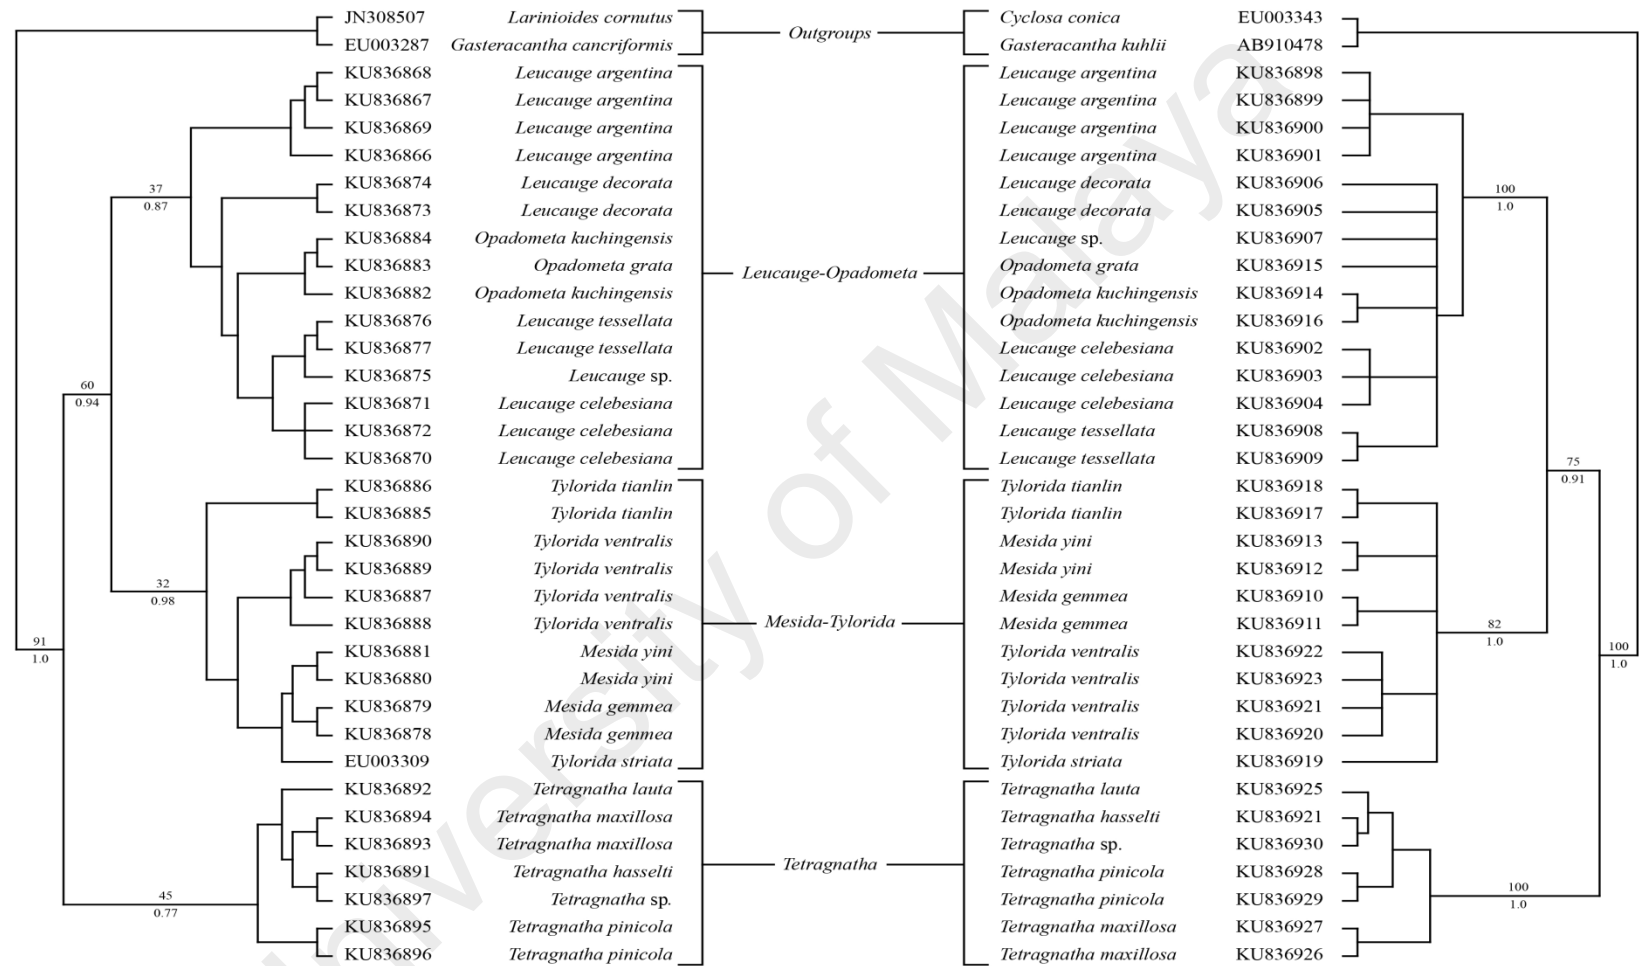 JN308507 Larinioides cornutus Cyclosa conica EU003343
Outgroups
EU003287 Gasteracantha cancriformis Gasteracantha kuhlii AB910478
KU836868 Leucauge argentina Leucauge argentina KU836898
KU836867 Leucauge argentina Leucauge argentina KU836899
KU836869 Leucauge argentina Leucauge argentina KU836900
KU836866 Leucauge argentina Leucauge argentina KU836901
KU836874 Leucauge decorata Leucauge decorata KU836906
37 100
0.87 1.0
KU836873 Leucauge decorata Leucauge decorata KU836905
KU836884 Opadometa kuchingensis Leucauge sp. KU836907
KU836883 Opadometa grata Opadometa grata KU836915
Leucauge-Opadometa
KU836882 Opadometa kuchingensis Opadometa kuchingensis KU836914
KU836876 Leucauge tessellata Opadometa kuchingensis KU836916
KU836877 Leucauge tessellata Leucauge celebesiana KU836902
KU836875 Leucauge sp. Leucauge celebesiana KU836903
60
0.94
KU836871 Leucauge celebesiana Leucauge celebesiana KU836904
KU836872 Leucauge celebesiana Leucauge tessellata KU836908
KU836870 Leucauge celebesiana Leucauge tessellata KU836909
75
0.91
KU836886 Tylorida tianlin Tylorida tianlin KU836918
KU836885 Tylorida tianlin Tylorida tianlin KU836917
KU836890 Tylorida ventralis Mesida yini KU836913
KU836889 Tylorida ventralis Mesida yini KU836912
32
0.98
KU836887 Tylorida ventralis Mesida gemmea KU836910
KU836888 Tylorida ventralis Mesida-Tylorida Mesida gemmea KU836911
82
1.0
91 100
1.0 1.0
KU836881 Mesida yini Tylorida ventralis KU836922
KU836880 Mesida yini Tylorida ventralis KU836923
KU836879 Mesida gemmea Tylorida ventralis KU836921
KU836878 Mesida gemmea Tylorida ventralis KU836920
EU003309 Tylorida striata Tylorida striata KU836919
KU836892 Tetragnatha lauta Tetragnatha lauta KU836925
KU836894 Tetragnatha maxillosa Tetragnatha hasselti KU836921
KU836893 Tetragnatha maxillosa Tetragnatha sp. KU836930
Tetragnatha
KU836891 Tetragnatha hasselti Tetragnatha pinicola KU836928
KU836897 Tetragnatha sp. Tetragnatha pinicola KU836929
45 100
0.77 1.0
KU836895 Tetragnatha pinicola Tetragnatha maxillosa KU836927
KU836896 Tetragnatha pinicola Tetragnatha maxillosa KU836926
University of Malaya